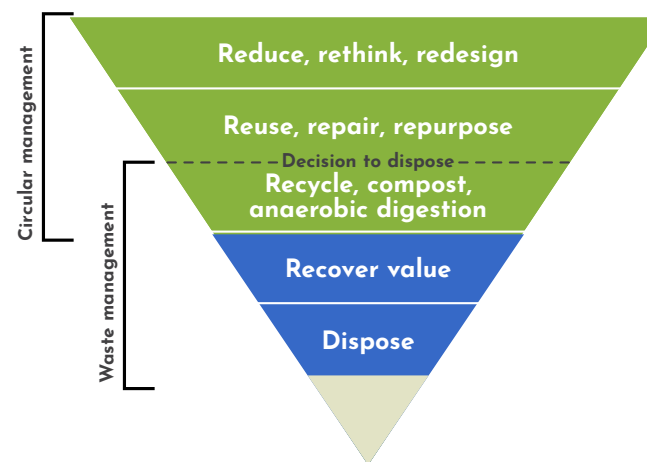 Circular management
Reduce, rethink, redesign
Reuse, repair, repurpose
Decision to dispose
Waste management
Recycle, compost,
anaerobic digestion
Recover value
Dispose